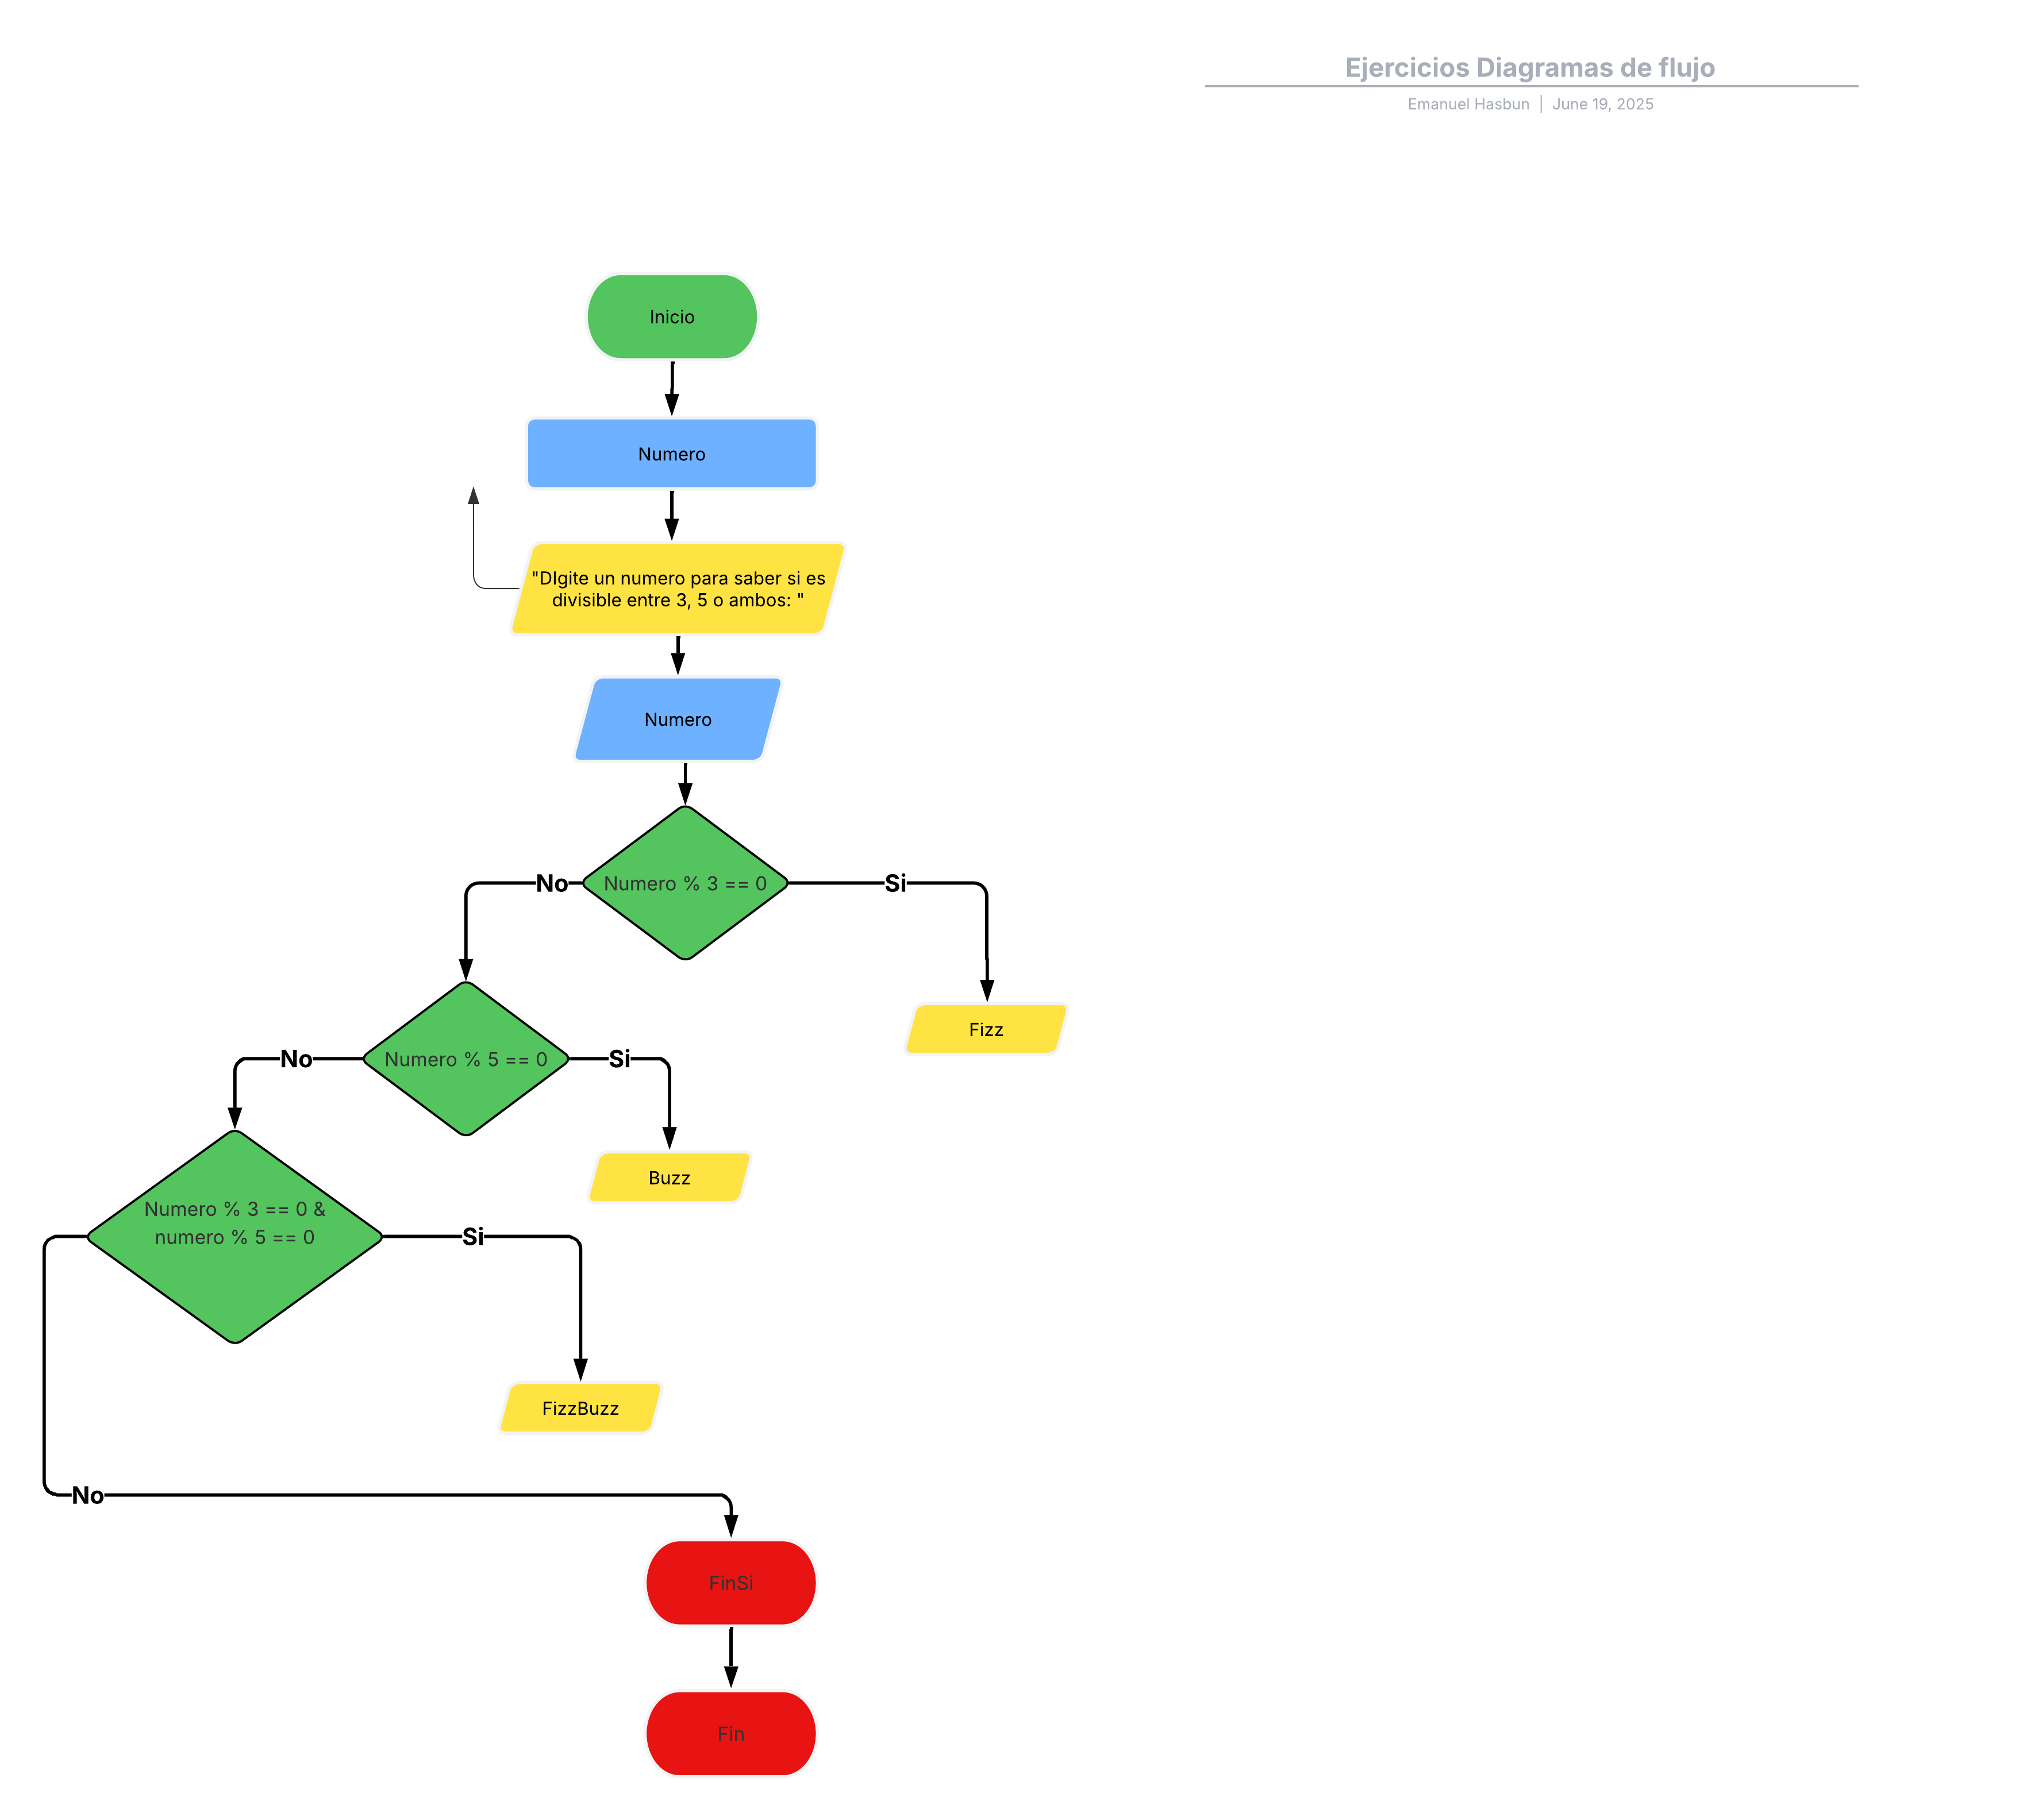 Ejercicios Diagramas de flujo
Emanuel Hasbun | June 19, 2025
Inicio
Numero
"DIgite un numero para saber si es
divisible entre 3, 5 o ambos: "
Numero
No
Numero % 3 == 0
Si
Fizz
No
Numero % 5 == 0
Si
Buzz
Numero % 3 == 0 &
numero % 5 == 0
Si
FizzBuzz
No
FinSi
Fin